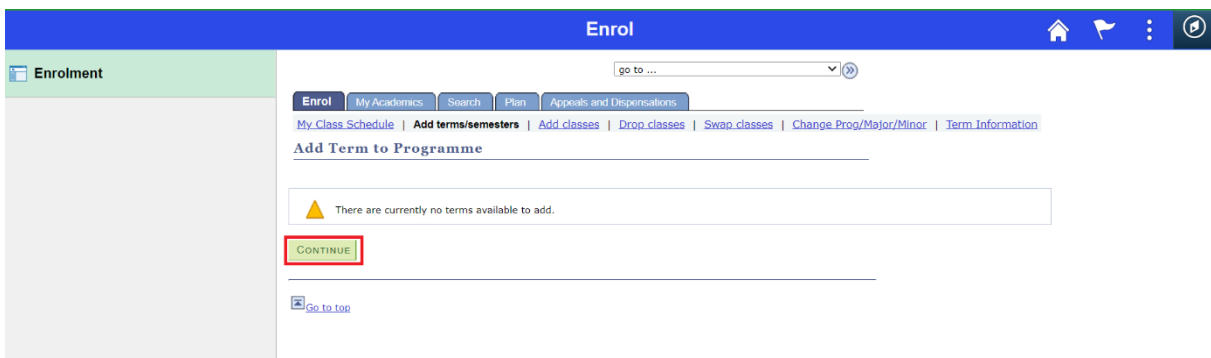 Enrol
Enrolment
go to ...
Enrol My Academics Search Plan Appeals and Dispensations
My Class Schedule | Add terms/semesters | Add classes | Drop classes | Swap classes | Change Prog/Major/Minor | Term Information
Add Term to Programme
There are currently no terms available to add.
CONTINUE
Go to top